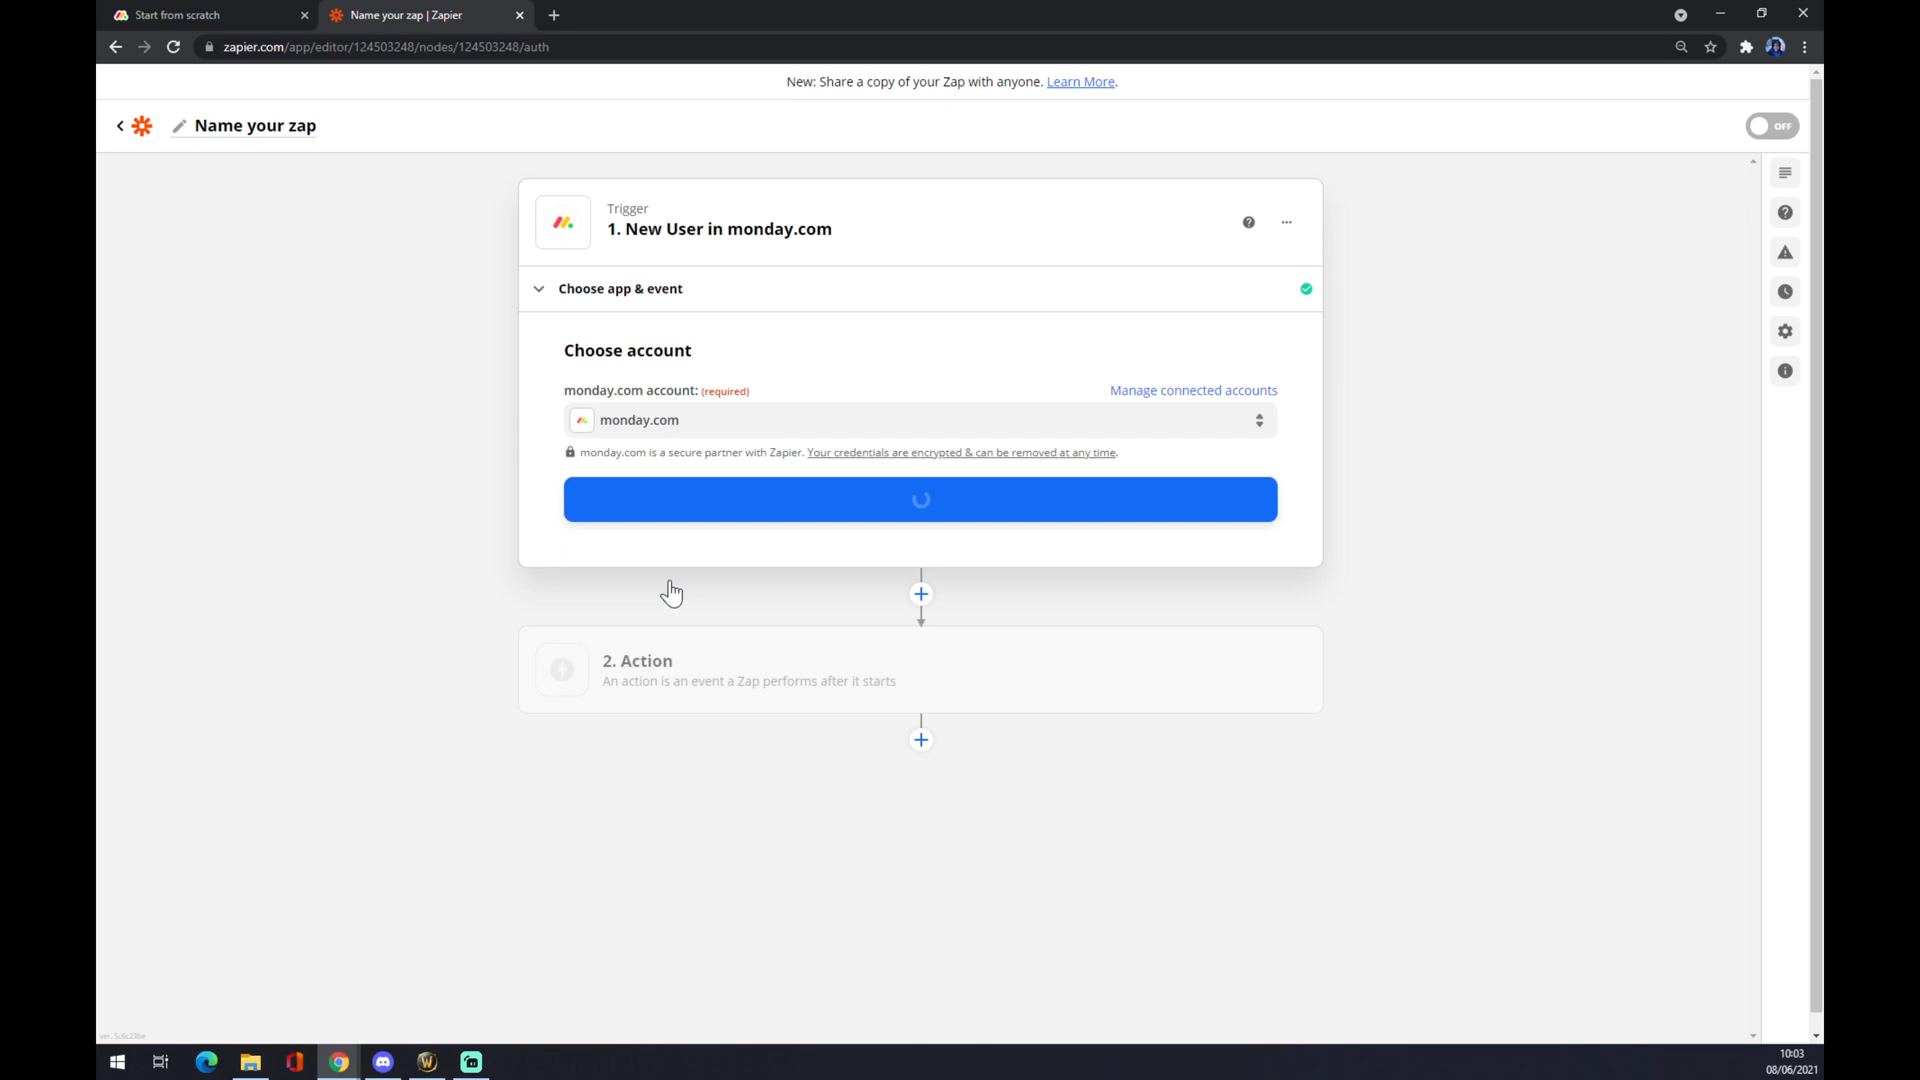 Start from scratch
Name your zap | Zapier
zapier.com/app/editor/124503248/nodes/124503248/auth
New: Share a copy of your Zap with anyone. Learn More.
Name your zap
OFF
Trigger
1. New User in monday.com
Choose app & event
Choose account
monday.com account: (required)
Manage connected accounts
monday.com
monday.com is a secure partner with Zapier. Your credentials are encrypted & can be removed at any time.
2. Action
An action is an event a Zap performs after it starts
ver. 5c6c23be
10:03
08/06/2021